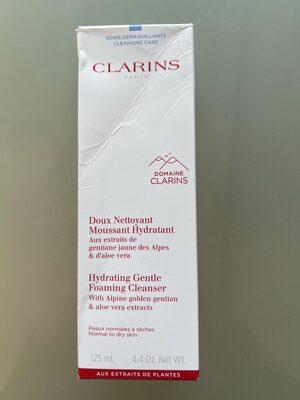 SOINS DÉMAQUILLANTS
CLEANSING CARE
CLARINS
PARIS
DOMAINE
CLARINS
Doux Nettoyant
Moussant Hydratant
Aux extraits de
gentiane jaune des Alpes
& d'aloe vera
Hydrating Gentle
Foaming Cleanser
With Alpine golden gentian
& aloe vera extracts
Peaux normales à sèches
Normal to dry skin
125 mL 4.4 Oz. Net Wt.
AUX EXTRAITS DE PLANTES